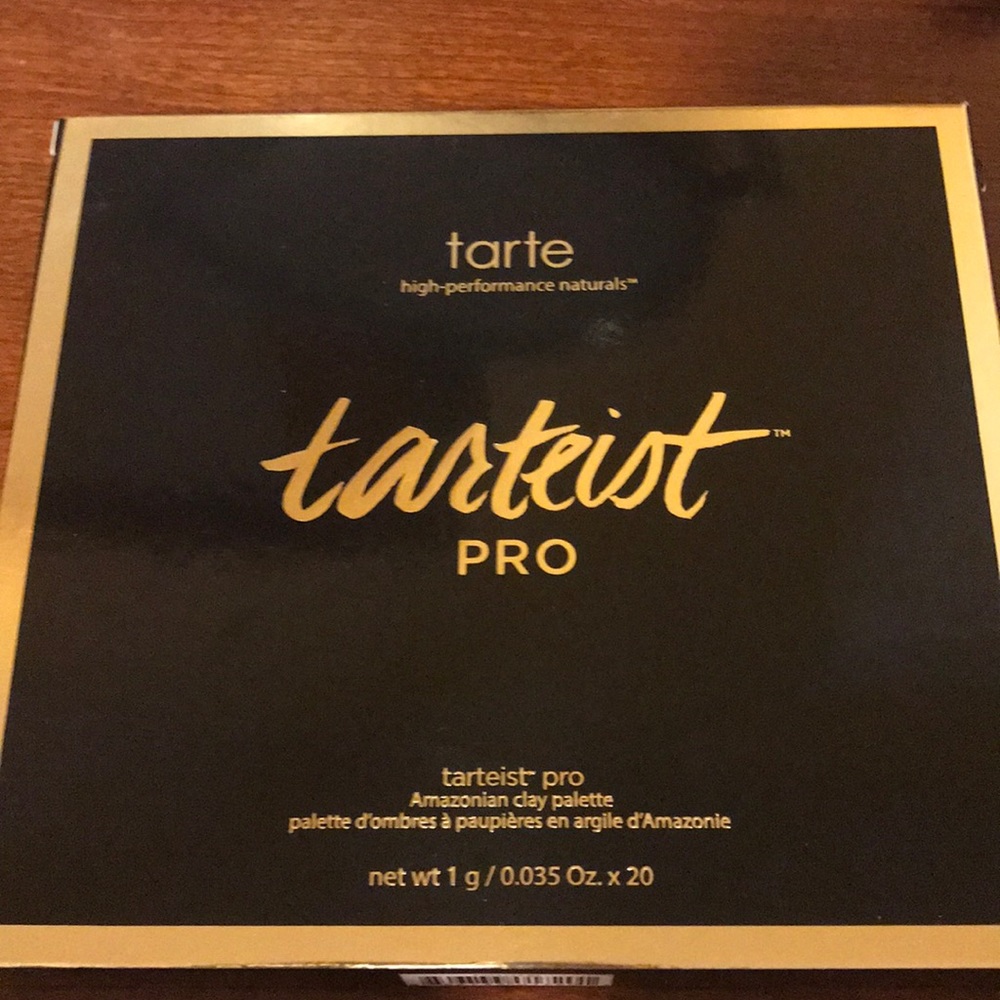 tarte
high-performance naturals™
tarteist™
PRO
tarteist™ pro
Amazonian clay palette
palette d'ombres à paupières en argile d'Amazonie
net wt 1 g / 0.035 Oz. x 20